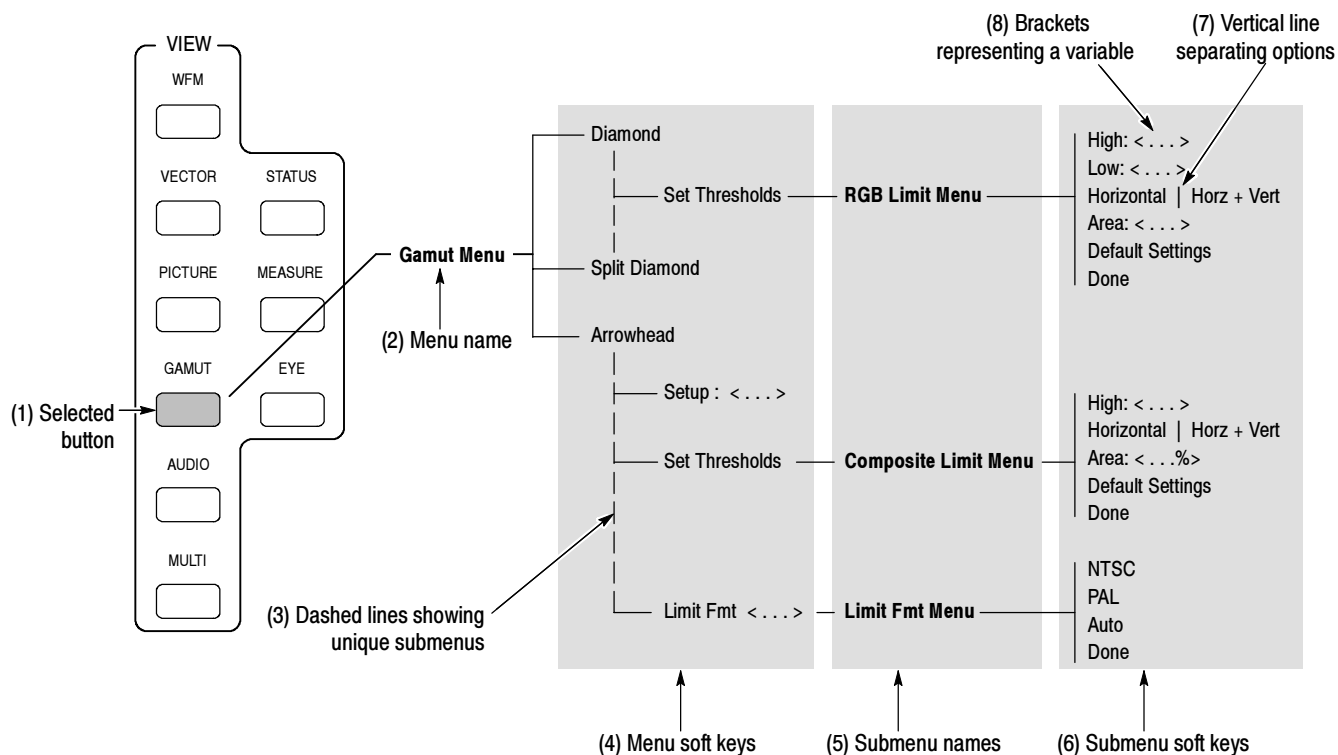 (8) Brackets
representing a variable
(7) Vertical line
separating options
VIEW
WFM
VECTOR
STATUS
PICTURE
MEASURE
GAMUT
EYE
AUDIO
MULTI
(1) Selected
button
Gamut Menu
(2) Menu name
(3) Dashed lines showing
unique submenus
Diamond
Set Thresholds
Split Diamond
Arrowhead
Setup : < . . . >
Set Thresholds
Limit Fmt < . . . >
RGB Limit Menu
Composite Limit Menu
Limit Fmt Menu
High: < . . . >
Low: < . . . >
Horizontal | Horz + Vert
Area: < . . . >
Default Settings
Done
High: < . . . >
Horizontal | Horz + Vert
Area: < . . .%>
Default Settings
Done
NTSC
PAL
Auto
Done
(4) Menu soft keys
(5) Submenu names
(6) Submenu soft keys